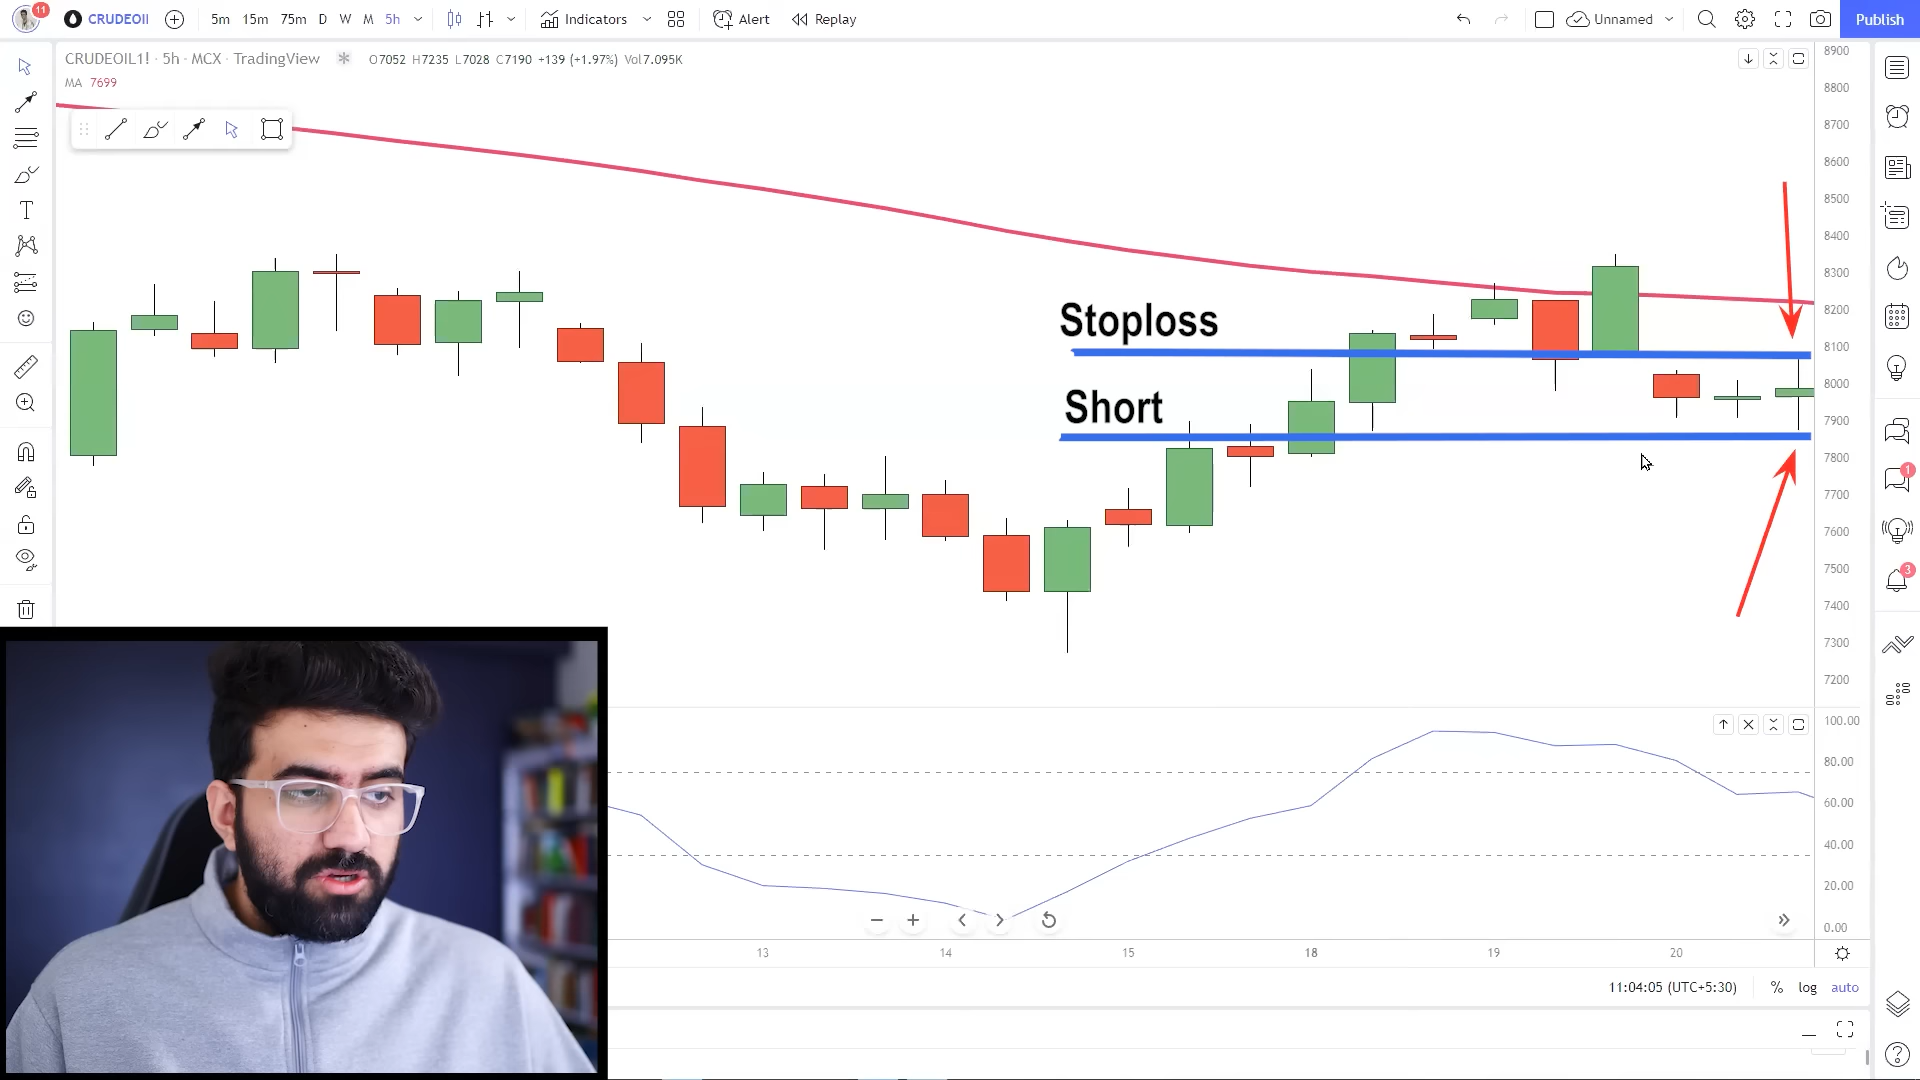 11
CRUDEOIl
5m 15m 75m D W M 5h
Indicators
Alert
Replay
Unnamed
Publish
CRUDEOIL1! · 5h · MCX · TradingView
O7052 H7235 L7028 C7190 +139 (+1.97%) Vol7.095K
MA 7699
8900
8800
8700
8600
8500
8400
8300
8200
8100
8000
7900
7800
7700
7600
7500
7400
7300
7200
Stoploss
Short
T
1
3
100.00
80.00
60.00
40.00
20.00
0.00
13 14 15 18 19 20
11:04:05 (UTC+5:30) % log auto